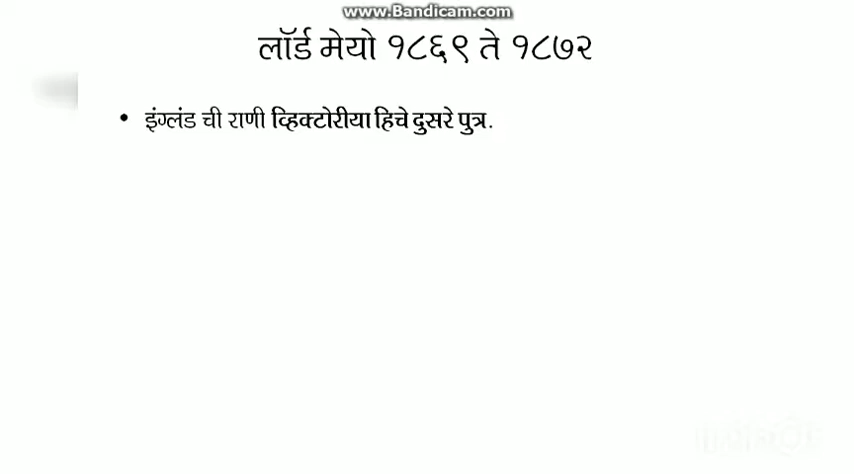 www.Bandicam.com
लॉर्ड मेयो १८६९ ते १८७२
• इंग्लंड ची राणी व्हिक्टोरीया हिचे दुसरे पुत्र.